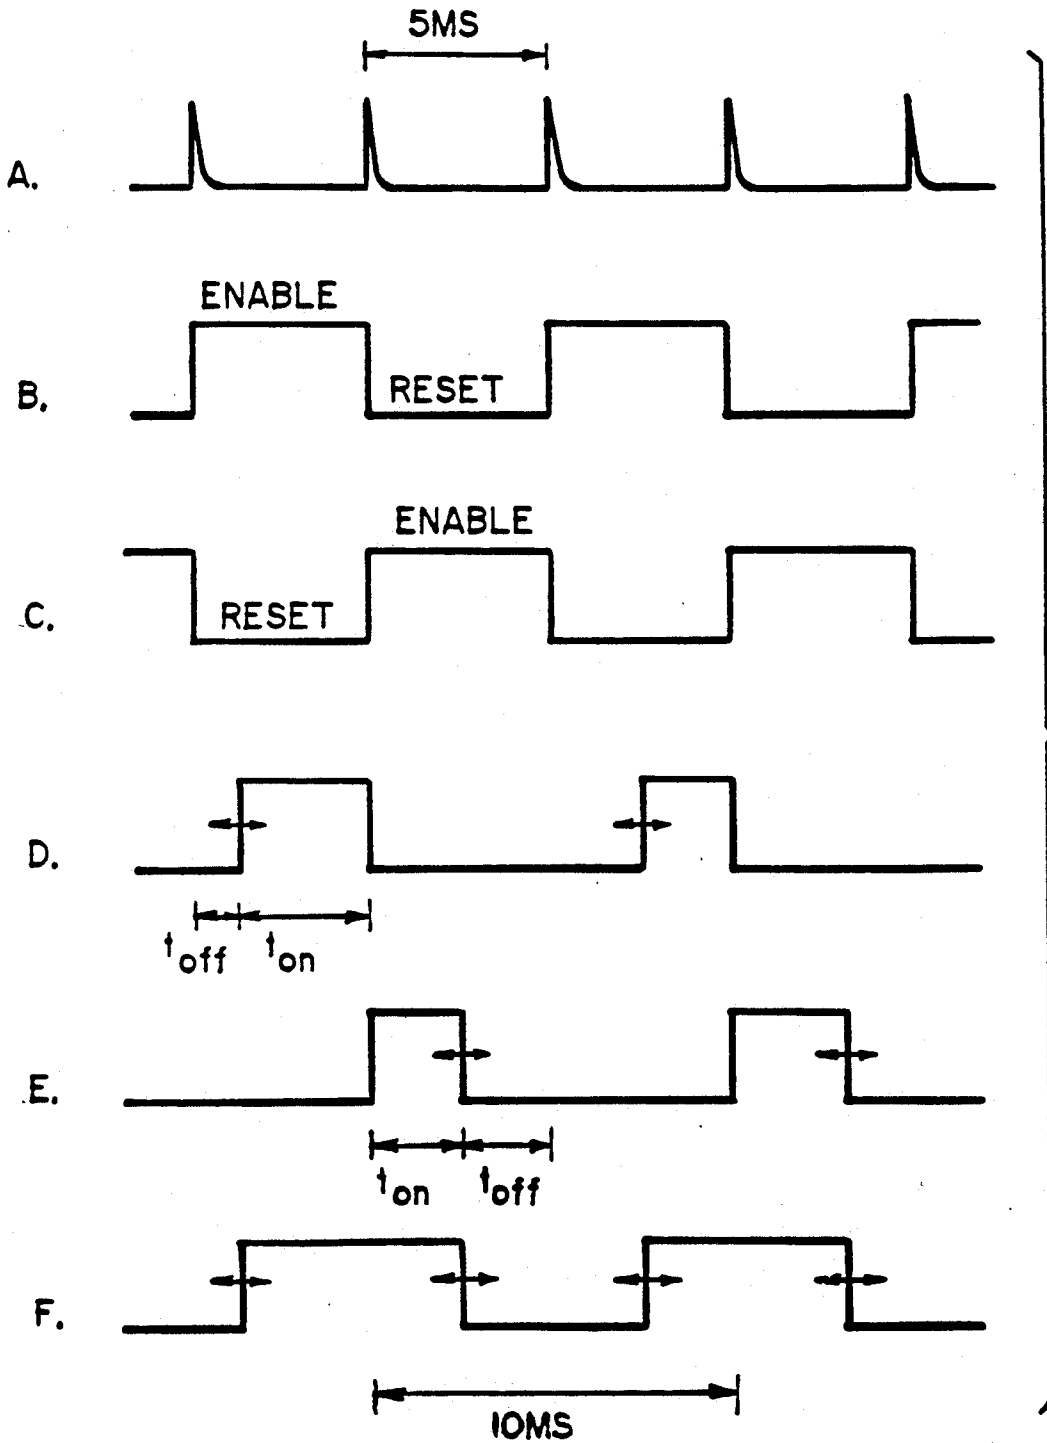 5MS
A.
ENABLE
B.
RESET
ENABLE
C.
RESET
D.
toff ton
E.
ton toff
F.
10MS